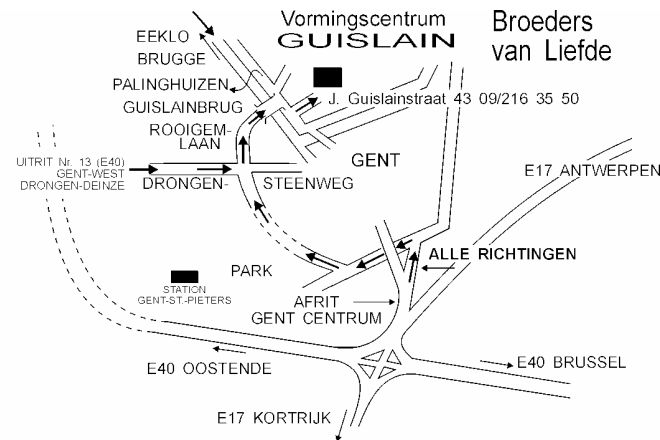 Vormingscentrum
GUISLAIN
Broeders
van Liefde
EEKLO
BRUGGE
PALINGHUIZEN
GUISLAINBRUG
J. Guislainstraat 43 09/216 35 50
ROOIGEM-
LAAN
GENT
UITRIT Nr. 13 (E40)
GENT-WEST
DRONGEN-DEINZE
DRONGEN-
STEENWEG
E17 ANTWERPEN
ALLE RICHTINGEN
PARK
STATION
GENT-ST.-PIETERS
AFRIT
GENT CENTRUM
E40 OOSTENDE
E40 BRUSSEL
E17 KORTRIJK